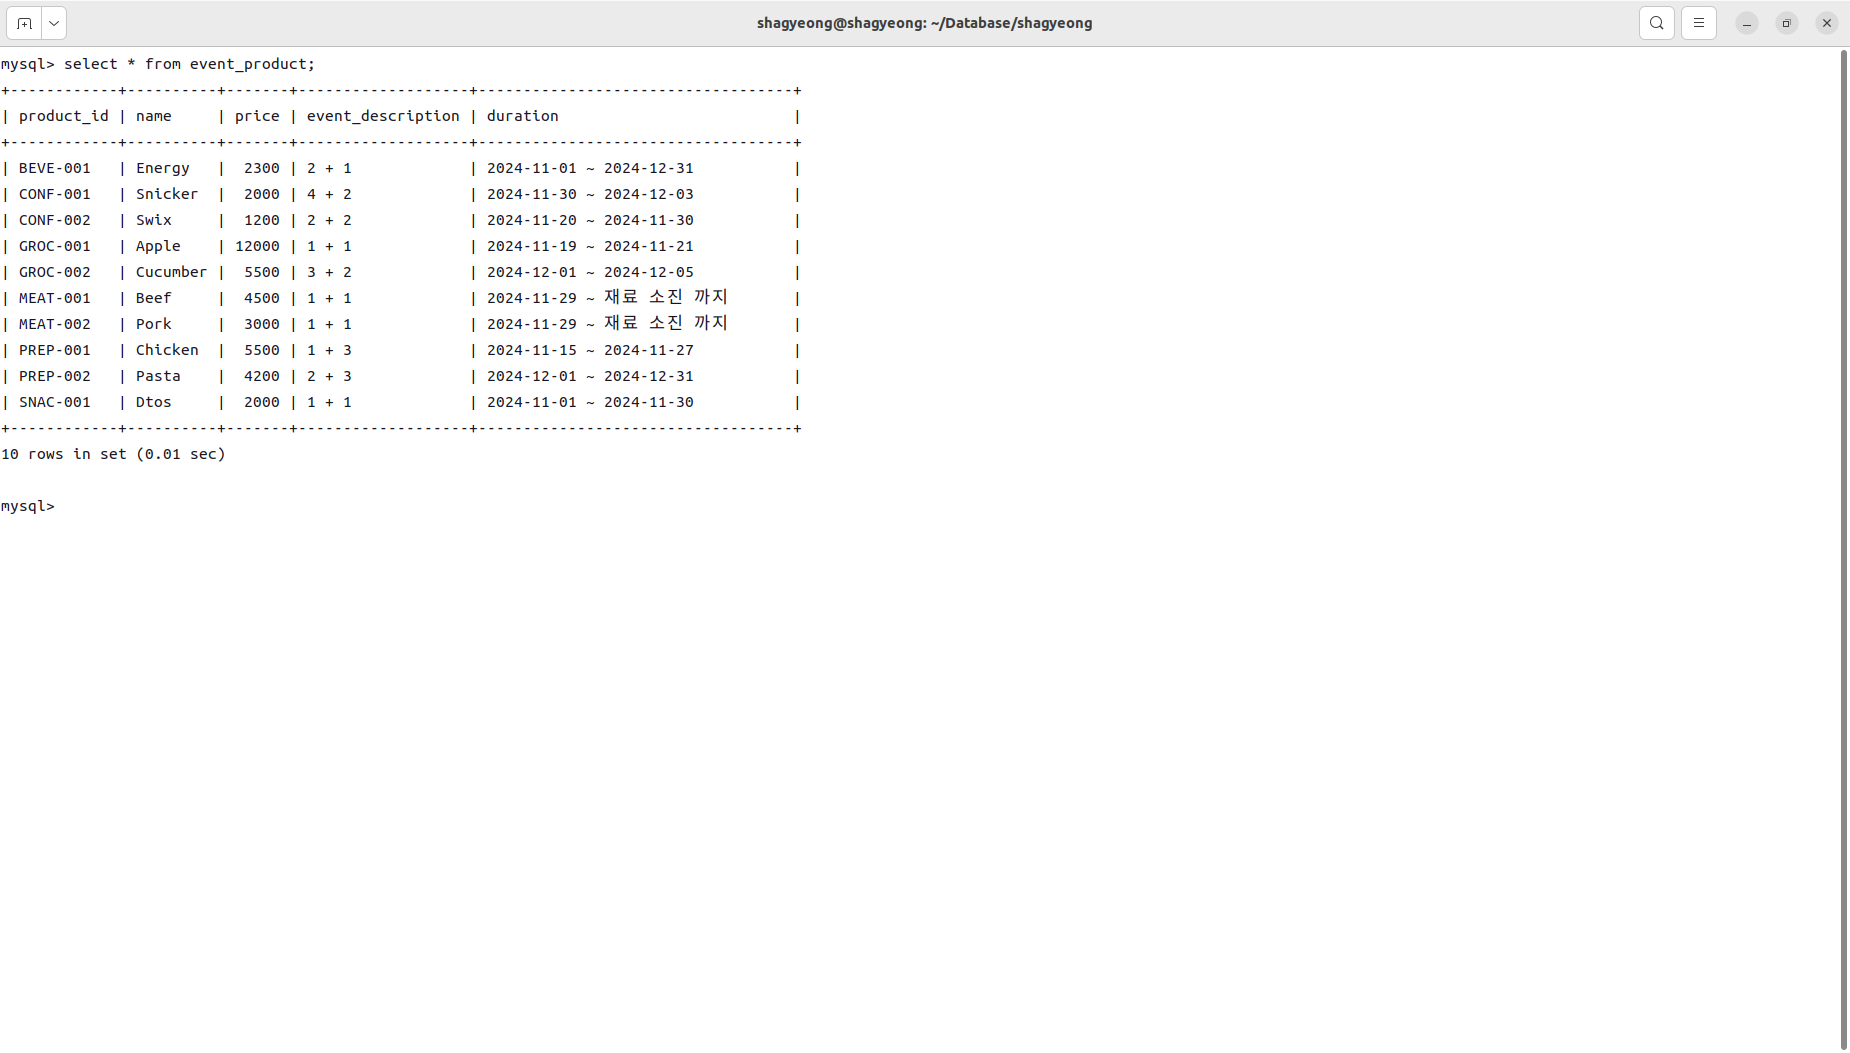 shagyeong@shagyeong: ~/Database/shagyeong
mysql> select * from event_product;
+------------+----------+-------+-------------------+-----------------------------------+
| product_id | name     | price | event_description | duration                          |
+------------+----------+-------+-------------------+-----------------------------------+
| BEVE-001   | Energy   |  2300 | 2 + 1             | 2024-11-01 ~ 2024-12-31           |
| CONF-001   | Snicker  |  2000 | 4 + 2             | 2024-11-30 ~ 2024-12-03           |
| CONF-002   | Swix     |  1200 | 2 + 2             | 2024-11-20 ~ 2024-11-30           |
| GROC-001   | Apple    | 12000 | 1 + 1             | 2024-11-19 ~ 2024-11-21           |
| GROC-002   | Cucumber |  5500 | 3 + 2             | 2024-12-01 ~ 2024-12-05           |
| MEAT-001   | Beef     |  4500 | 1 + 1             | 2024-11-29 ~ 재료 소진 까지       |
| MEAT-002   | Pork     |  3000 | 1 + 1             | 2024-11-29 ~ 재료 소진 까지       |
| PREP-001   | Chicken  |  5500 | 1 + 3             | 2024-11-15 ~ 2024-11-27           |
| PREP-002   | Pasta    |  4200 | 2 + 3             | 2024-12-01 ~ 2024-12-31           |
| SNAC-001   | Dtos     |  2000 | 1 + 1             | 2024-11-01 ~ 2024-11-30           |
+------------+----------+-------+-------------------+-----------------------------------+
10 rows in set (0.01 sec)
mysql>